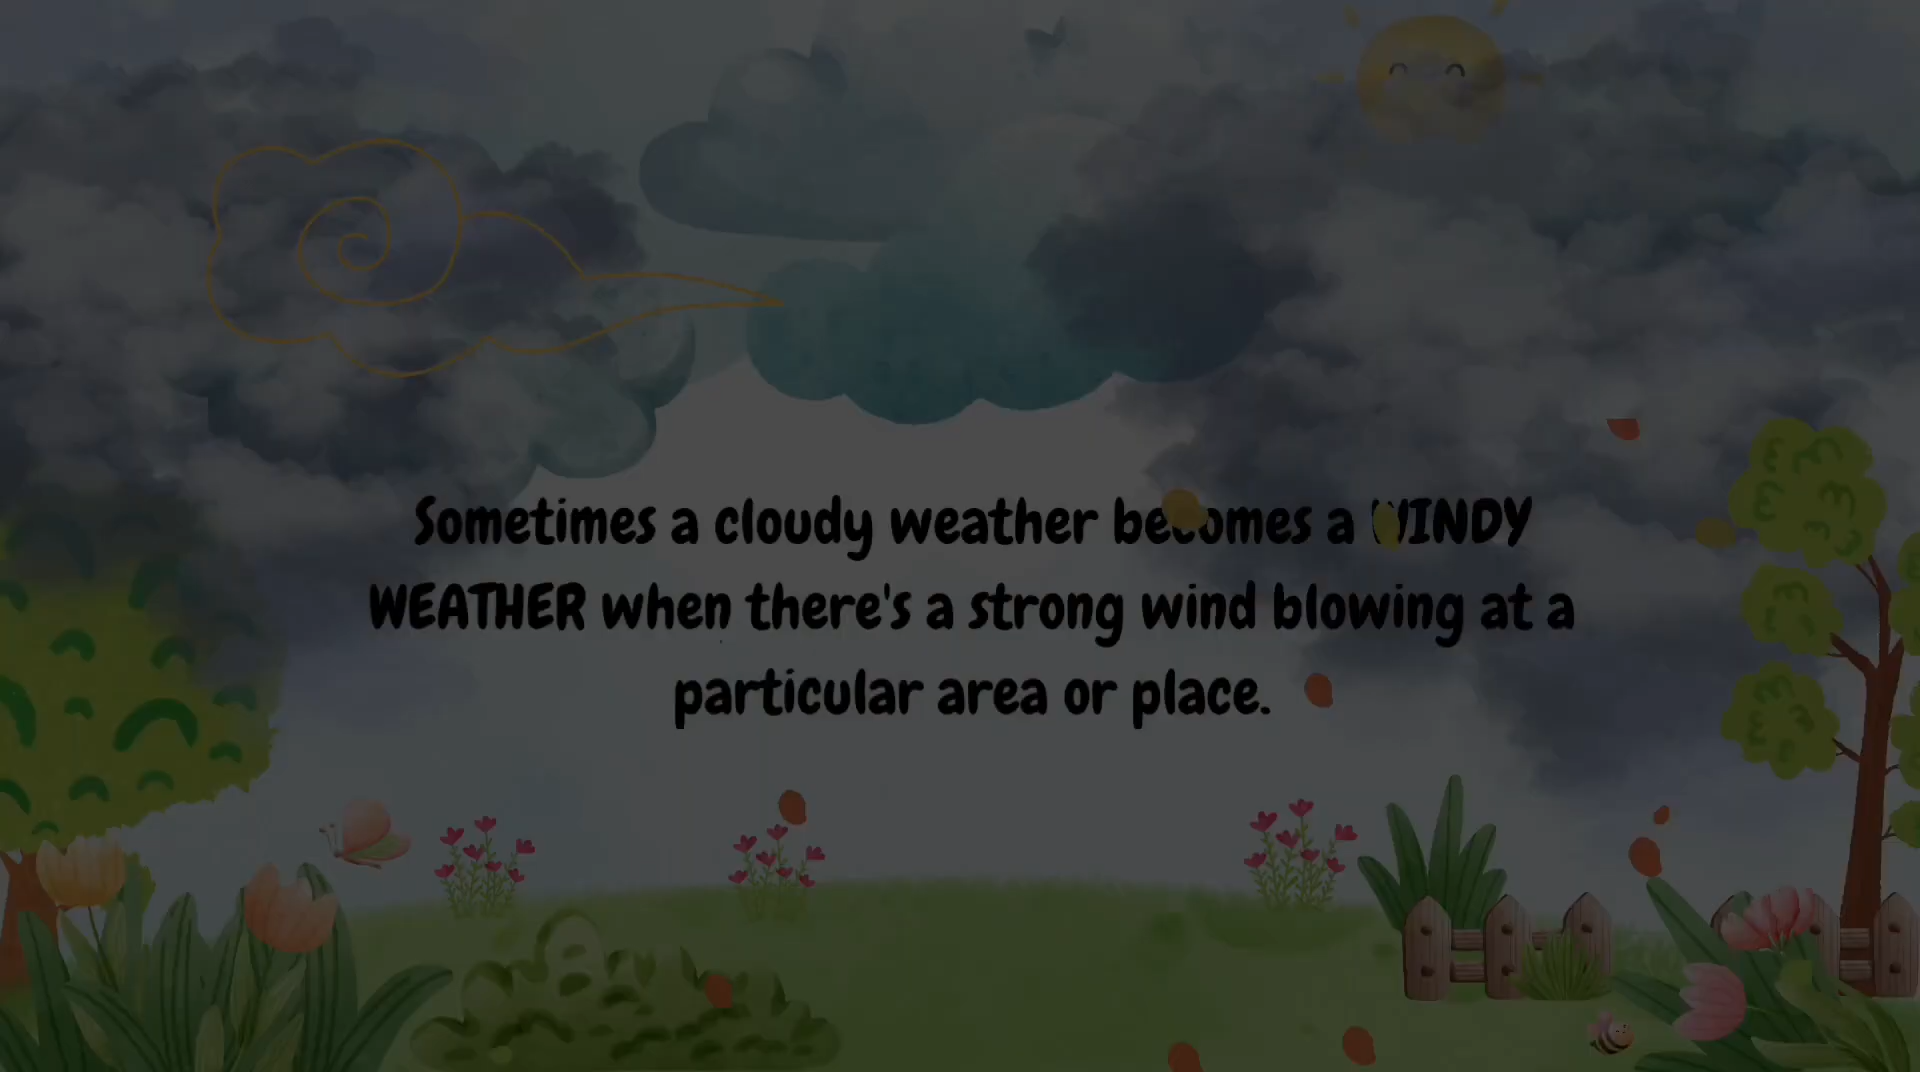 Sometimes a cloudy weather becomes a WINDY
WEATHER when there's a strong wind blowing at a
particular area or place.